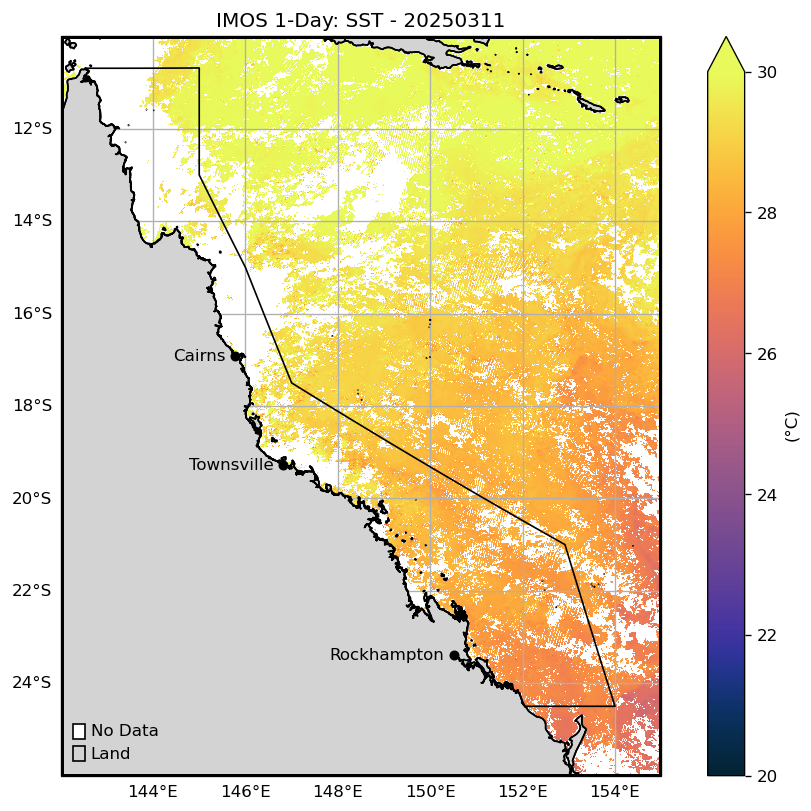 IMOS 1-Day: SST - 20250311
12°S
14°S
16°S
18°S
20°S
22°S
24°S
Cairns
Townsville
Rockhampton
No Data
Land
144°E 146°E 148°E 150°E 152°E 154°E
30
28
26
24
22
20
(°C)